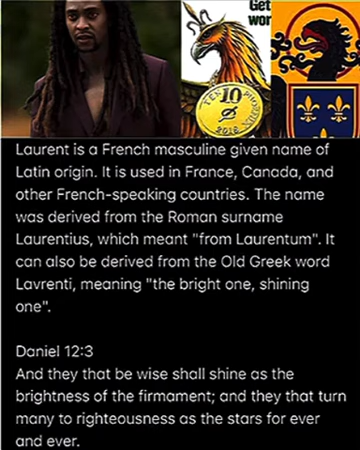 Get
wor
TEN
10
2018
Laurent is a French masculine given name of
Latin origin. It is used in France, Canada, and
other French-speaking countries. The name
was derived from the Roman surname
Laurentius, which meant "from Laurentum". It
can also be derived from the Old Greek word
Lavrenti, meaning "the bright one, shining
one".
Daniel 12:3
And they that be wise shall shine as the
brightness of the firmament; and they that turn
many to righteousness as the stars for ever
and ever.